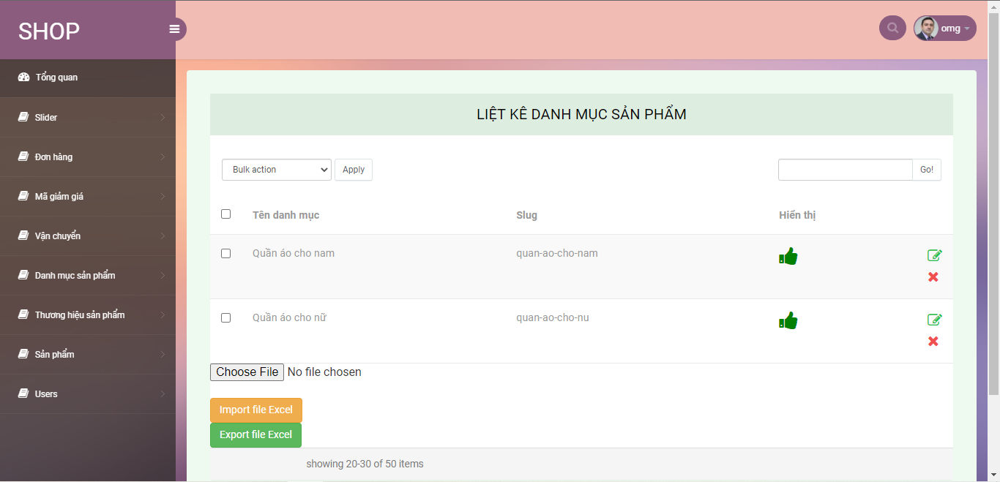 SHOP
omg
Tổng quan
Slider
Đơn hàng
Mã giảm giá
Vận chuyển
Danh mục sản phẩm
Thương hiệu sản phẩm
Sản phẩm
Users
LIỆT KÊ DANH MỤC SẢN PHẨM
Bulk action Apply Go!
Tên danh mục Slug Hiển thị
Quần áo cho nam quan-ao-cho-nam
Quần áo cho nữ quan-ao-cho-nu
Choose File No file chosen
Import file Excel
Export file Excel
showing 20-30 of 50 items